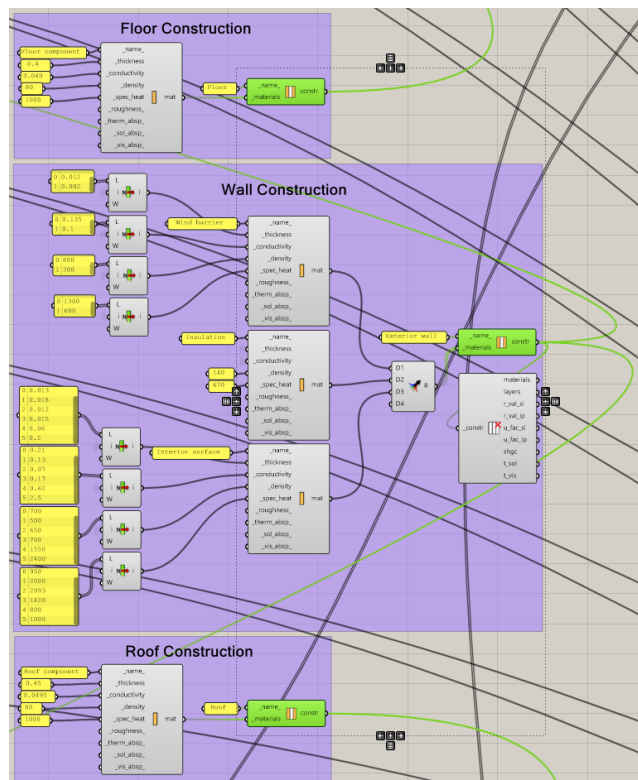 Floor Construction
Floor component
0.4
0.040
80
1000
_name_
_thickness
_conductivity
_density
_spec_heat
_roughness_
_therm_absp_
_sol_absp_
_vis_absp_
mat
Floor
_name_
_materials
constr
Wall Construction
0 0.012
1 0.002
0 0.135
1 0.1
0 800
1 300
0 1300
1 600
L
i N i
W
L
i N i
W
L
i N i
W
L
i N i
W
Wind barrier
_name_
_thickness
_conductivity
_density
_spec_heat
_roughness_
_therm_absp_
_sol_absp_
_vis_absp_
mat
Insulation
140
670
_name_
_thickness
_conductivity
_density
_spec_heat
_roughness_
_therm_absp_
_sol_absp_
_vis_absp_
mat
0 0.013
1 0.018
2 0.012
3 0.015
4 0.06
5 0.2
0 0.21
1 0.13
2 0.07
3 0.17
4 0.62
5 2.5
0 700
1 500
2 650
3 700
4 1550
5 2400
0 950
1 2000
2 2093
3 1420
4 800
5 1000
L
i N i
W
L
i N i
W
L
i N i
W
L
i N i
W
Interior surface
_name_
_thickness
_conductivity
_density
_spec_heat
_roughness_
_therm_absp_
_sol_absp_
_vis_absp_
mat
D1
D2
D3
D4
R
Exterior wall
_name_
_materials
constr
_constr
materials
layers
r_val_si
r_val_ip
u_fac_si
u_fac_ip
shgc
t_sol
t_vis
Roof Construction
Roof component
0.45
0.0495
80
1000
_name_
_thickness
_conductivity
_density
_spec_heat
_roughness_
_therm_absp_
_sol_absp_
_vis_absp_
mat
Roof
_name_
_materials
constr